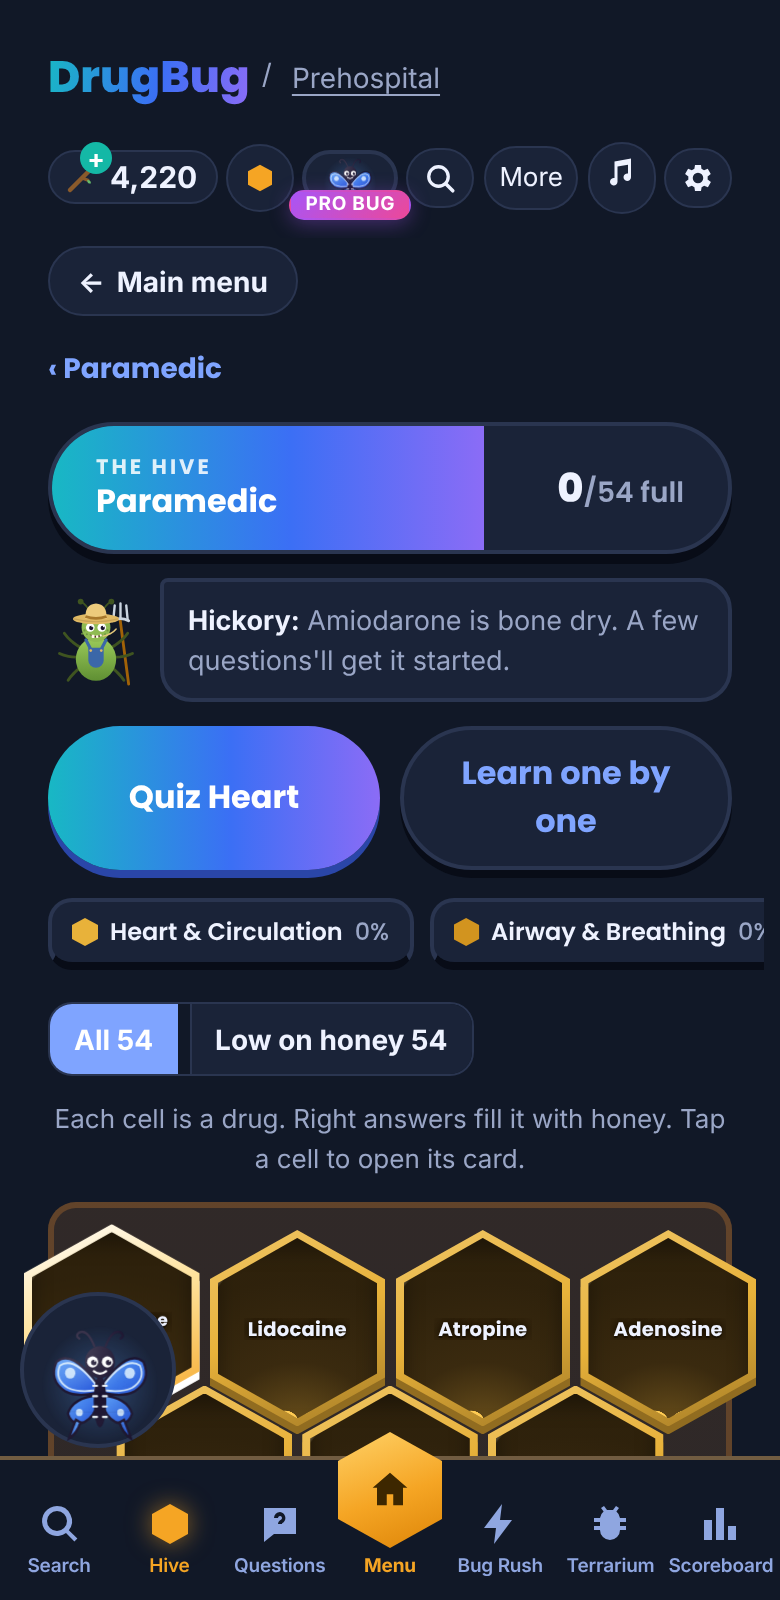 DrugBug / Prehospital
+ 4,220
More
PRO BUG
← Main menu
‹ Paramedic
THE HIVE
Paramedic
0/54 full
Hickory: Amiodarone is bone dry. A few
questions'll get it started.
Quiz Heart
Learn one by
one
Heart & Circulation 0%
Airway & Breathing 0%
All 54
Low on honey 54
Each cell is a drug. Right answers fill it with honey. Tap
a cell to open its card.
Lidocaine
Atropine
Adenosine
Search
Hive
Questions
Menu
Bug Rush
Terrarium
Scoreboard